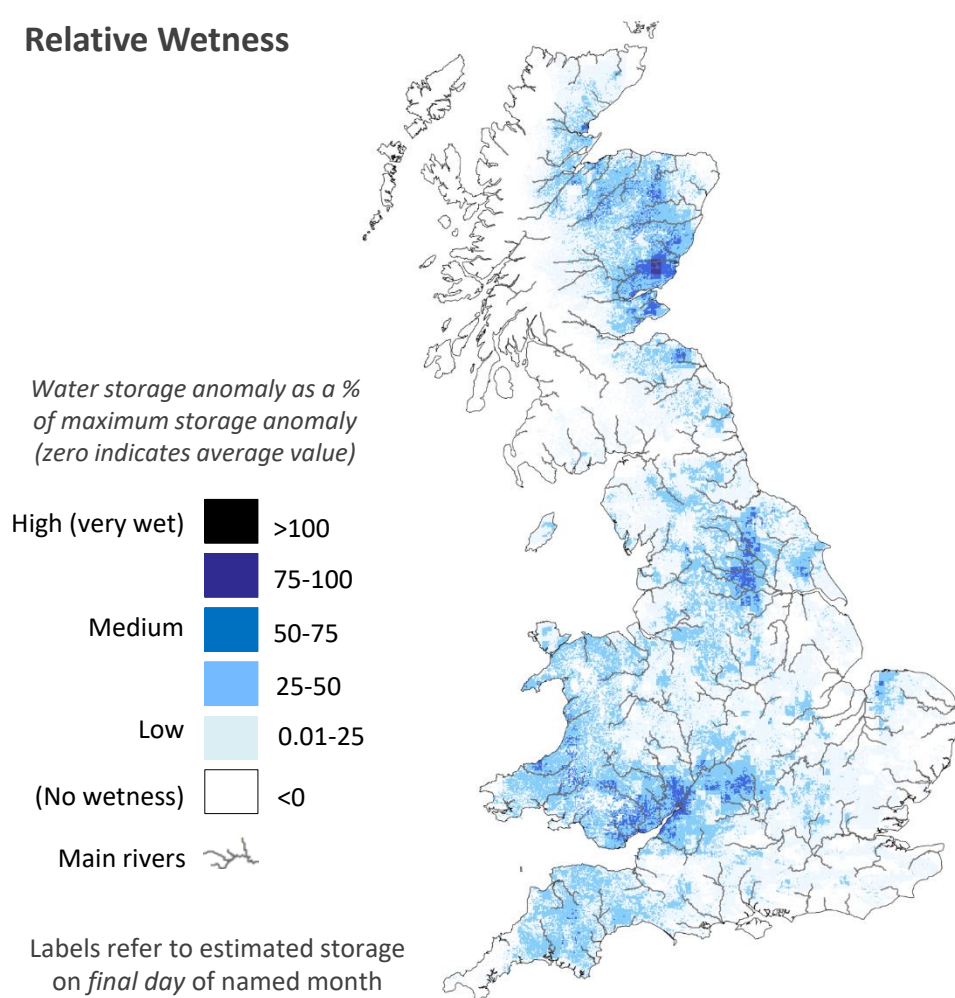 Relative Wetness
Water storage anomaly as a %
of maximum storage anomaly
(zero indicates average value)
High (very wet) >100
75-100
Medium 50-75
25-50
Low 0.01-25
(No wetness) <0
Main rivers
Labels refer to estimated storage
on final day of named month